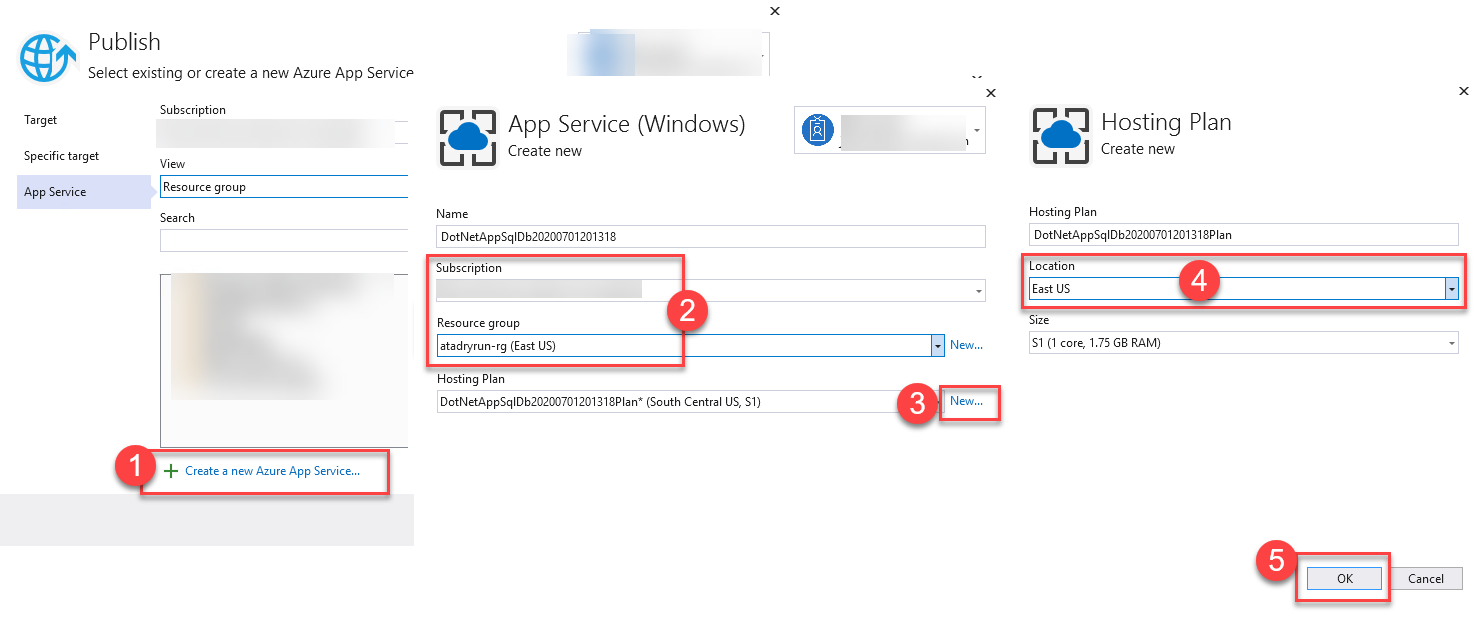 Publish
Select existing or create a new Azure App Service
Target
Specific target
App Service
Subscription
View
Resource group
Search
1
Create a new Azure App Service...
App Service (Windows)
Create new
Name
DotNetAppSqlDb20200701201318
Subscription
2
Resource group
atadryrun-rg (East US)
New...
Hosting Plan
DotNetAppSqlDb20200701201318Plan* (South Central US, S1)
3
New...
Hosting Plan
Create new
Hosting Plan
DotNetAppSqlDb20200701201318Plan
Location
4
East US
Size
S1 (1 core, 1.75 GB RAM)
5
OK
Cancel